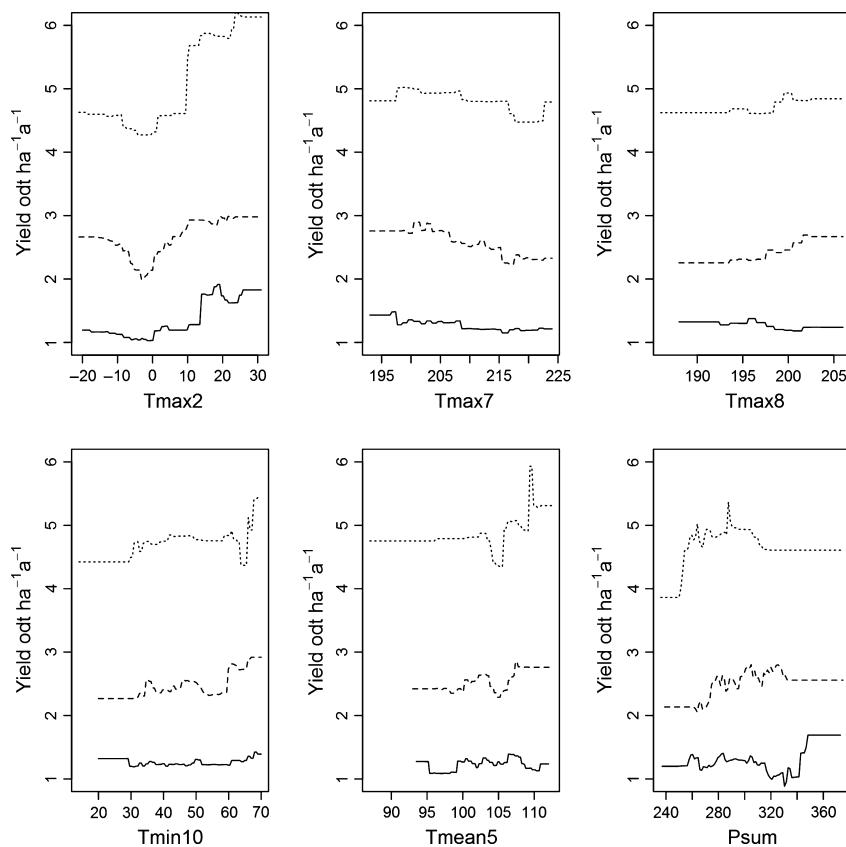 1 2 3 4 5 6
Yield odt ha⁻¹a⁻¹
−20 −10 0 10 20 30
Tmax2
1 2 3 4 5 6
Yield odt ha⁻¹a⁻¹
195 205 215 225
Tmax7
1 2 3 4 5 6
Yield odt ha⁻¹a⁻¹
190 195 200 205
Tmax8
1 2 3 4 5 6
Yield odt ha⁻¹a⁻¹
20 30 40 50 60 70
Tmin10
1 2 3 4 5 6
Yield odt ha⁻¹a⁻¹
90 95 100 105 110
Tmean5
1 2 3 4 5 6
Yield odt ha⁻¹a⁻¹
240 280 320 360
Psum